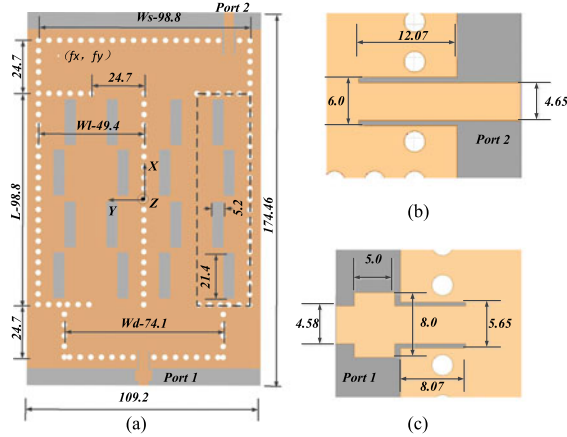 Port 2
Ws-98.8
(fx, fy)
24.7
24.7
Wl-49.4
L-98.8
X
Y
Z
5.2
21.4
174.46
24.7
Wd-74.1
Port 1
109.2
(a)
12.07
6.0
4.65
Port 2
(b)
5.0
4.58
8.0
5.65
Port 1
8.07
(c)